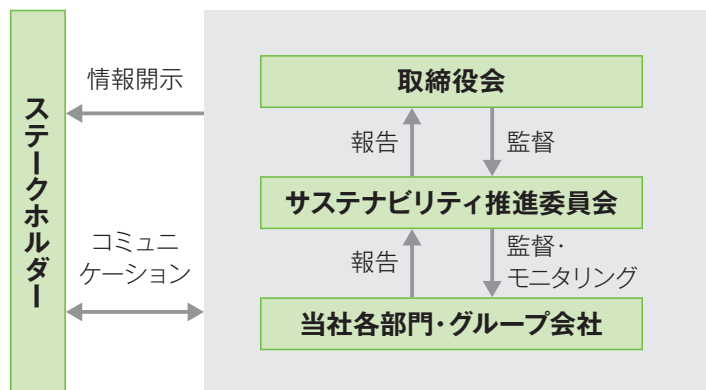 ステークホルダー
情報開示
コミュニ
ケーション
取締役会
報告
監督
サステナビリティ推進委員会
報告
監督・
モニタリング
当社各部門・グループ会社